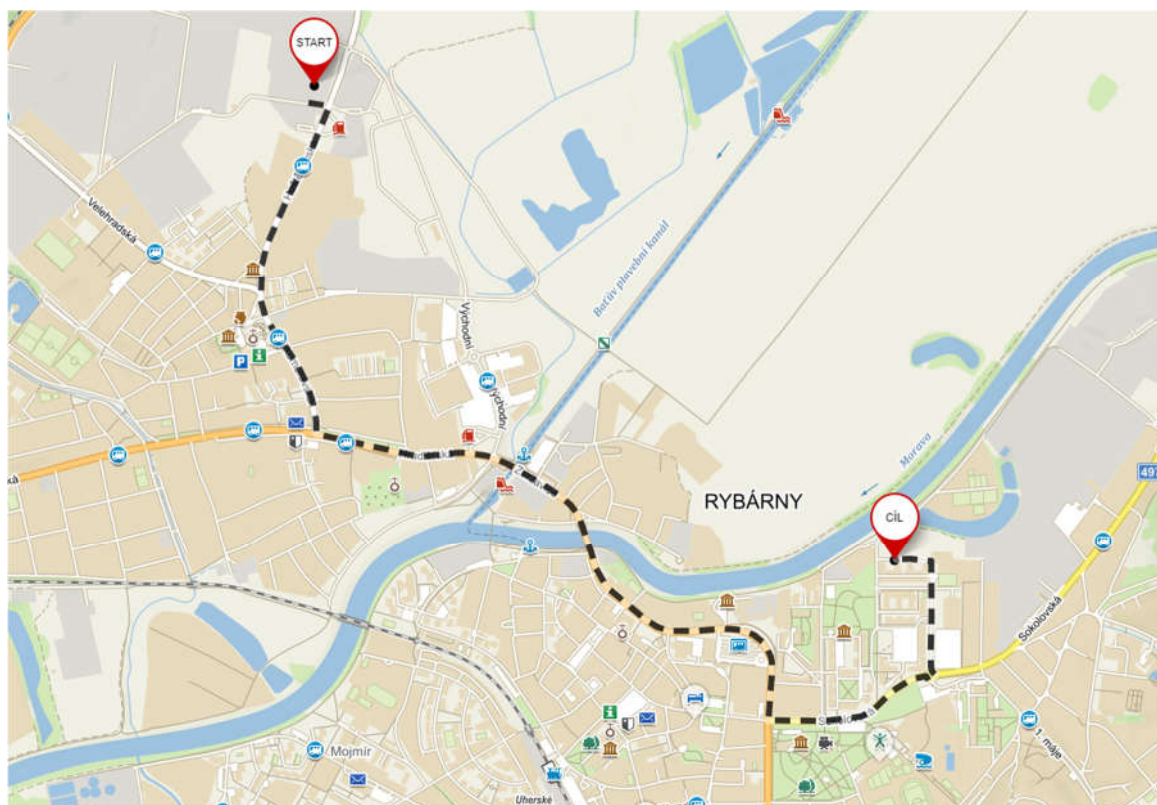 START
Velehradská
Baťův plavební kanál
Východní
Východní
Morava
497
RYBÁRNY
CÍL
Sokolovská
1. máje
Mojmír
Uherské
P